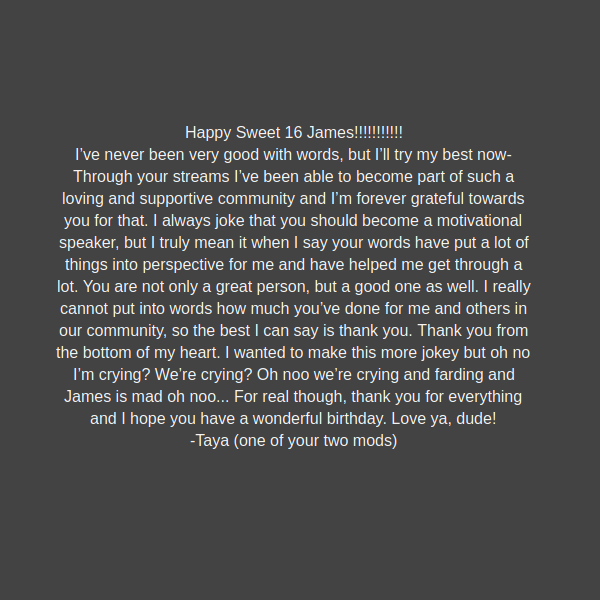 Happy Sweet 16 James!!!!!!!!!!!
I’ve never been very good with words, but I’ll try my best now-
Through your streams I’ve been able to become part of such a
loving and supportive community and I’m forever grateful towards
you for that. I always joke that you should become a motivational
speaker, but I truly mean it when I say your words have put a lot of
things into perspective for me and have helped me get through a
lot. You are not only a great person, but a good one as well. I really
cannot put into words how much you’ve done for me and others in
our community, so the best I can say is thank you. Thank you from
the bottom of my heart. I wanted to make this more jokey but oh no
I’m crying? We’re crying? Oh noo we’re crying and farding and
James is mad oh noo... For real though, thank you for everything
and I hope you have a wonderful birthday. Love ya, dude!
-Taya (one of your two mods)